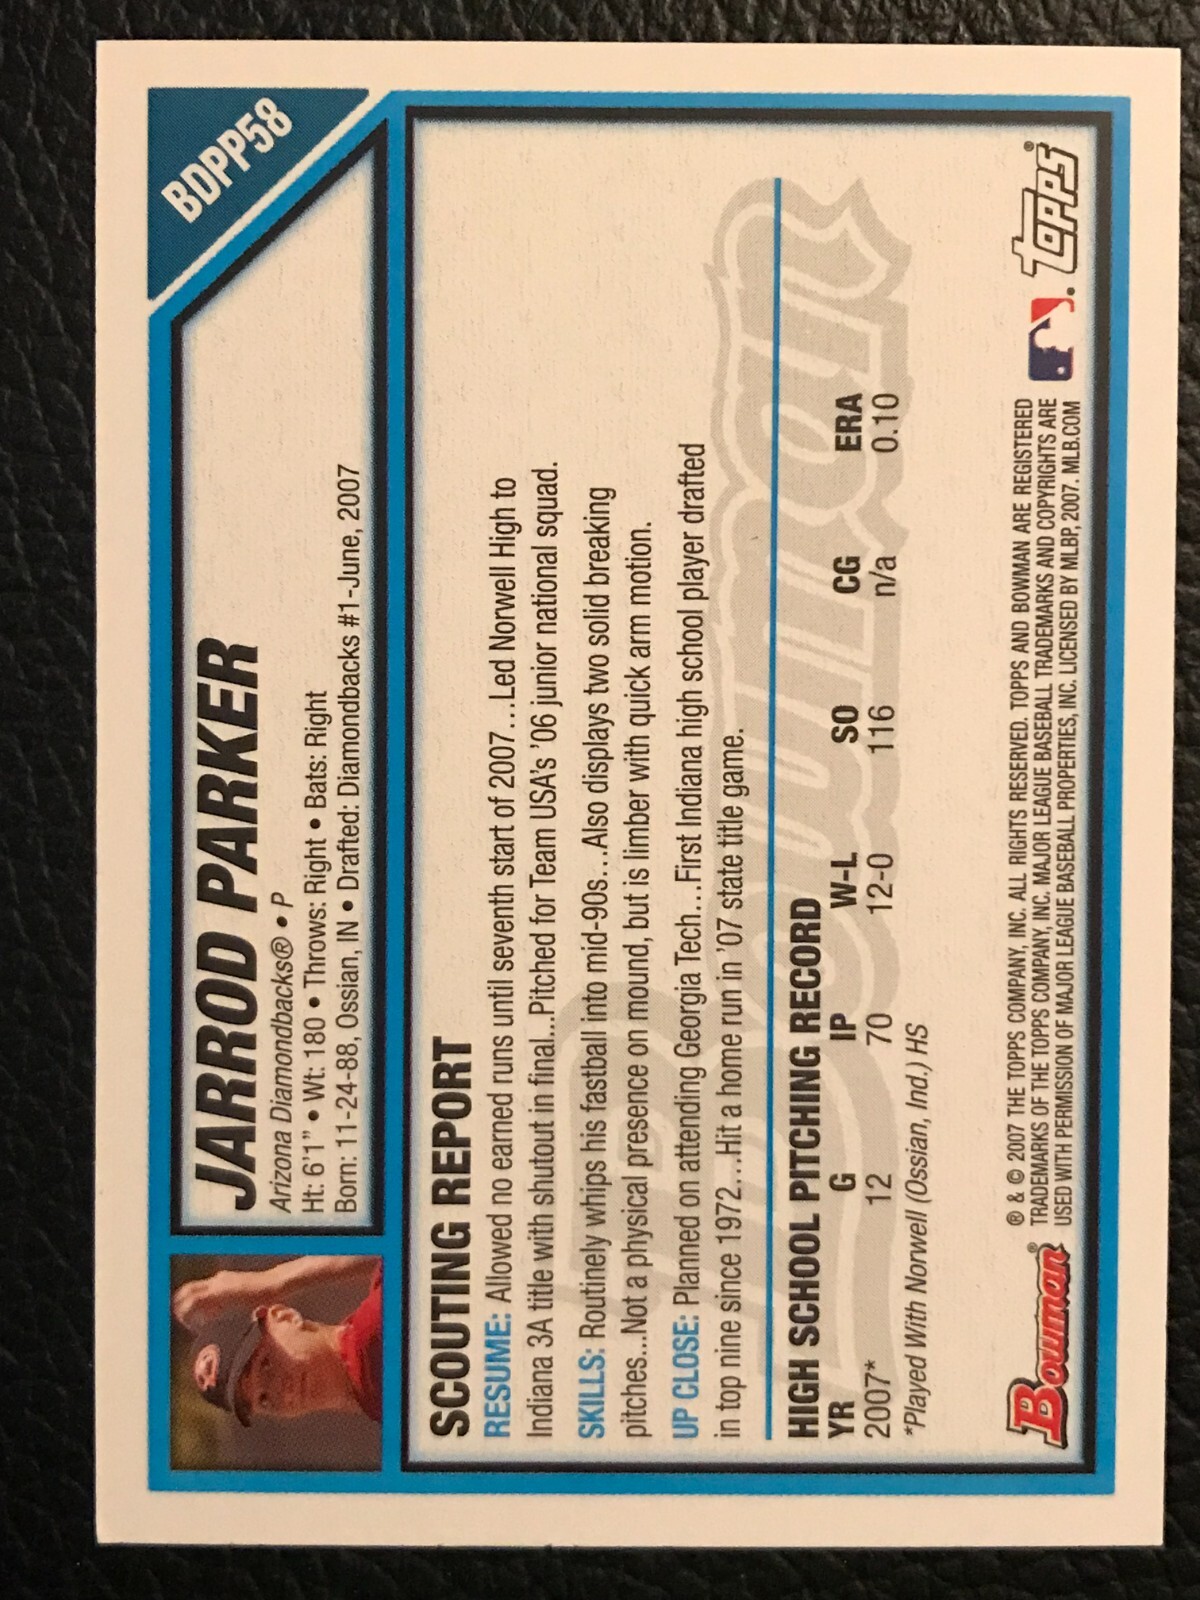 BDPP58
JARROD PARKER
Arizona Diamondbacks® • P
Ht: 6'1" • Wt: 180 • Throws: Right • Bats: Right
Born: 11-24-88, Ossian, IN • Drafted: Diamondbacks #1-June, 2007
SCOUTING REPORT
RESUME: Allowed no earned runs until seventh start of 2007...Led Norwell High to
Indiana 3A title with shutout in final...Pitched for Team USA's '06 junior national squad.
SKILLS: Routinely whips his fastball into mid-90s...Also displays two solid breaking
pitches...Not a physical presence on mound, but is limber with quick arm motion.
UP CLOSE: Planned on attending Georgia Tech...First Indiana high school player drafted
in top nine since 1972...Hit a home run in '07 state title game.
Bowman
HIGH SCHOOL PITCHING RECORD
YR G IP W-L SO CG ERA
2007* 12 70 12-0 116 n/a 0.10
*Played With Norwell (Ossian, Ind.) HS
Bowman®
® & © 2007 THE TOPPS COMPANY, INC. ALL RIGHTS RESERVED. TOPPS AND BOWMAN ARE REGISTERED
TRADEMARKS OF THE TOPPS COMPANY, INC. MAJOR LEAGUE BASEBALL TRADEMARKS AND COPYRIGHTS ARE
USED WITH PERMISSION OF MAJOR LEAGUE BASEBALL PROPERTIES, INC. LICENSED BY MLBP, 2007. MLB.COM
Topps®